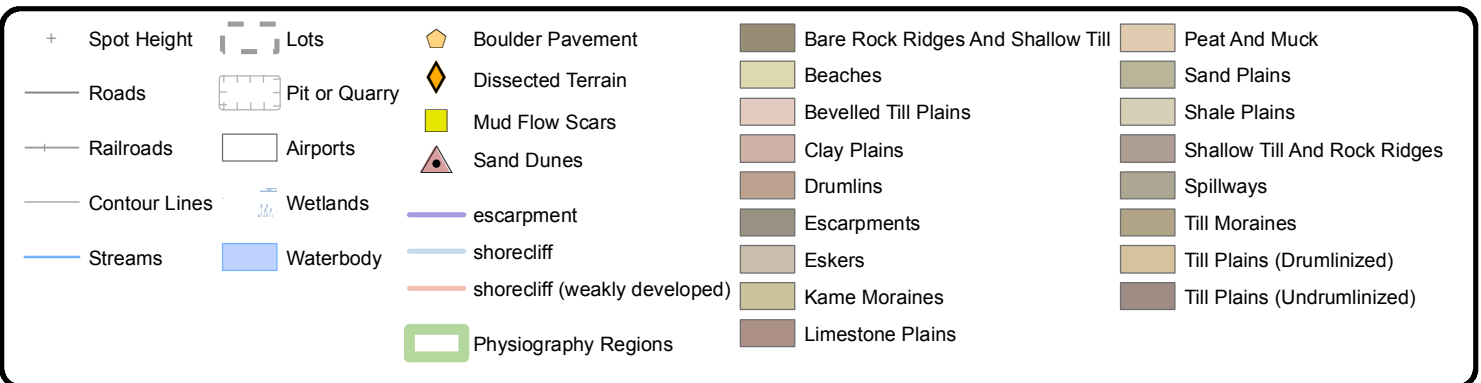 Spot Height
Roads
Railroads
Contour Lines
Streams
Lots
Pit or Quarry
Airports
Wetlands
Waterbody
Boulder Pavement
Dissected Terrain
Mud Flow Scars
Sand Dunes
escarpment
shorecliff
shorecliff (weakly developed)
Physiography Regions
Bare Rock Ridges And Shallow Till
Beaches
Bevelled Till Plains
Clay Plains
Drumlins
Escarpments
Eskers
Kame Moraines
Limestone Plains
Peat And Muck
Sand Plains
Shale Plains
Shallow Till And Rock Ridges
Spillways
Till Moraines
Till Plains (Drumlinized)
Till Plains (Undrumlinized)